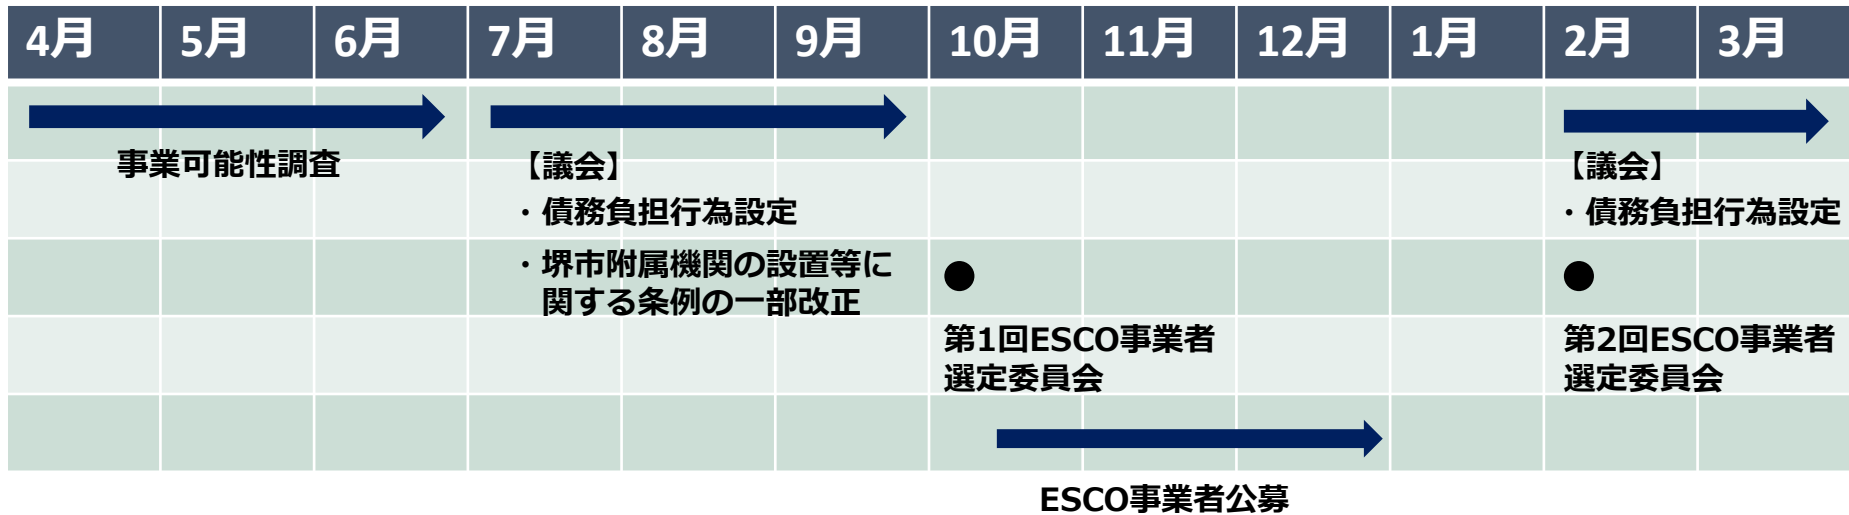 4月 5月 6月 7月 8月 9月 10月 11月 12月 1月 2月 3月
事業可能性調査
【議会】
・債務負担行為設定
・堺市附属機関の設置等に
関する条例の一部改正
【議会】
・債務負担行為設定
第1回ESCO事業者
選定委員会
第2回ESCO事業者
選定委員会
ESCO事業者公募